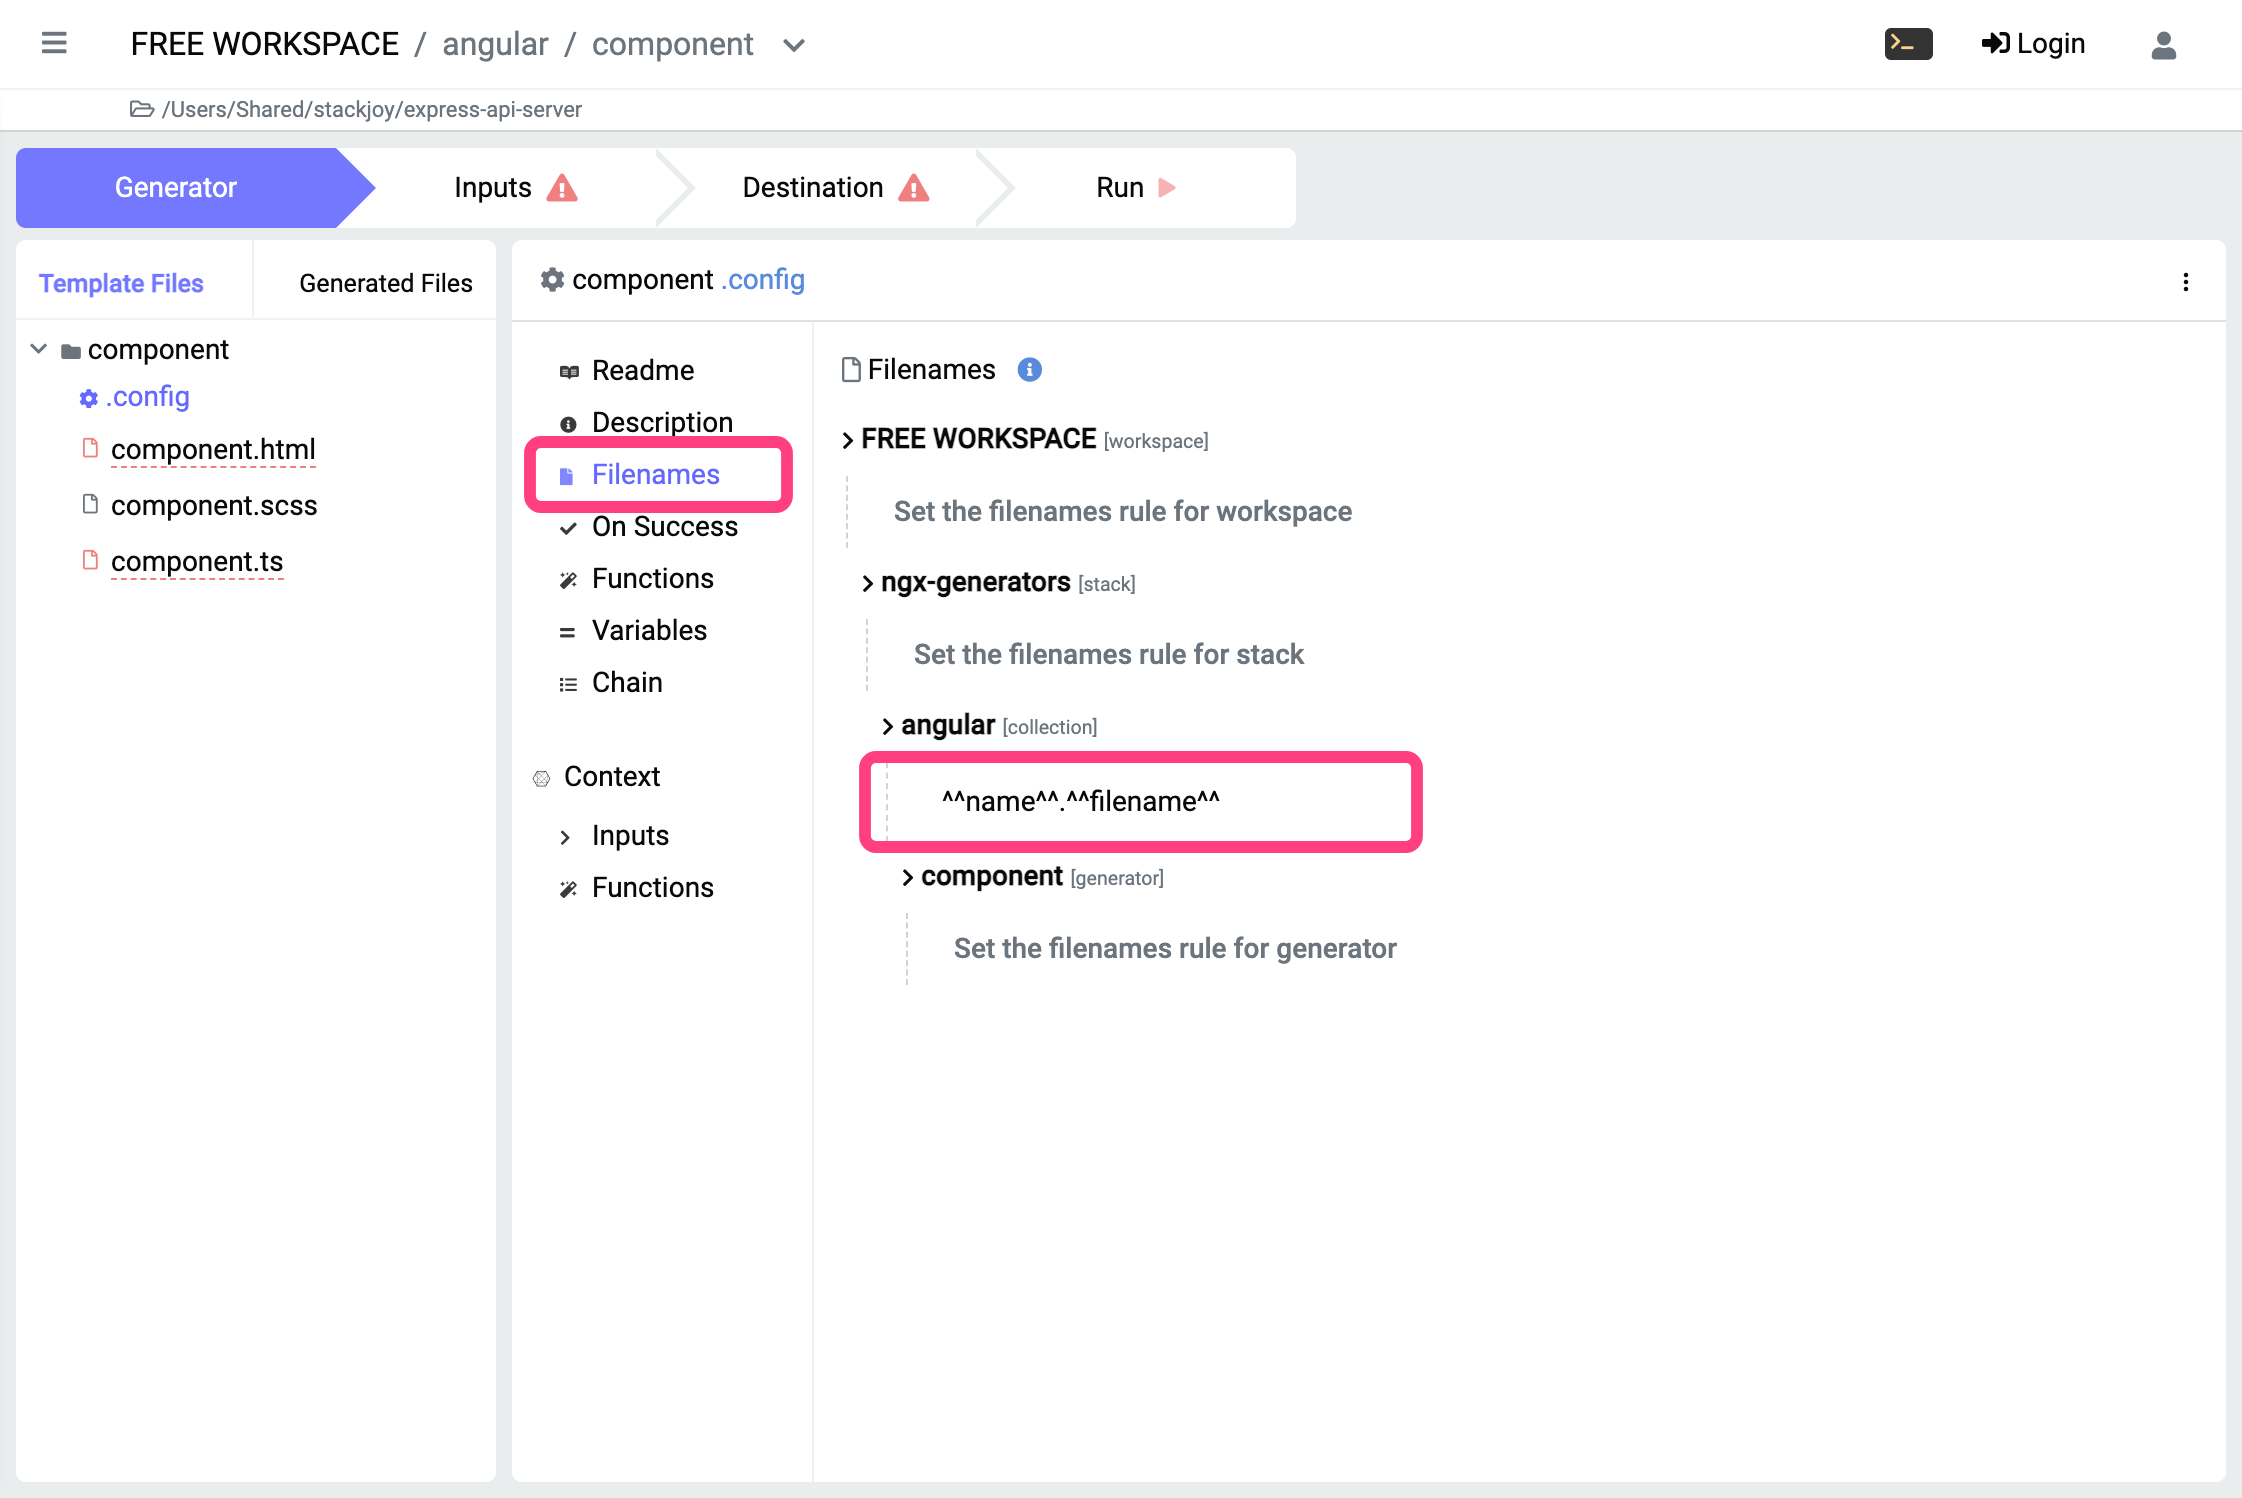 FREE WORKSPACE / angular / component
Login
/Users/Shared/stackjoy/express-api-server
Generator
Inputs
Destination
Run
Template Files
Generated Files
component
.config
component.html
component.scss
component.ts
component .config
Readme
Description
Filenames
On Success
Functions
Variables
Chain
Context
Inputs
Functions
Filenames
FREE WORKSPACE [workspace]
Set the filenames rule for workspace
ngx-generators [stack]
Set the filenames rule for stack
angular [collection]
^^name^^.^^filename^^
component [generator]
Set the filenames rule for generator